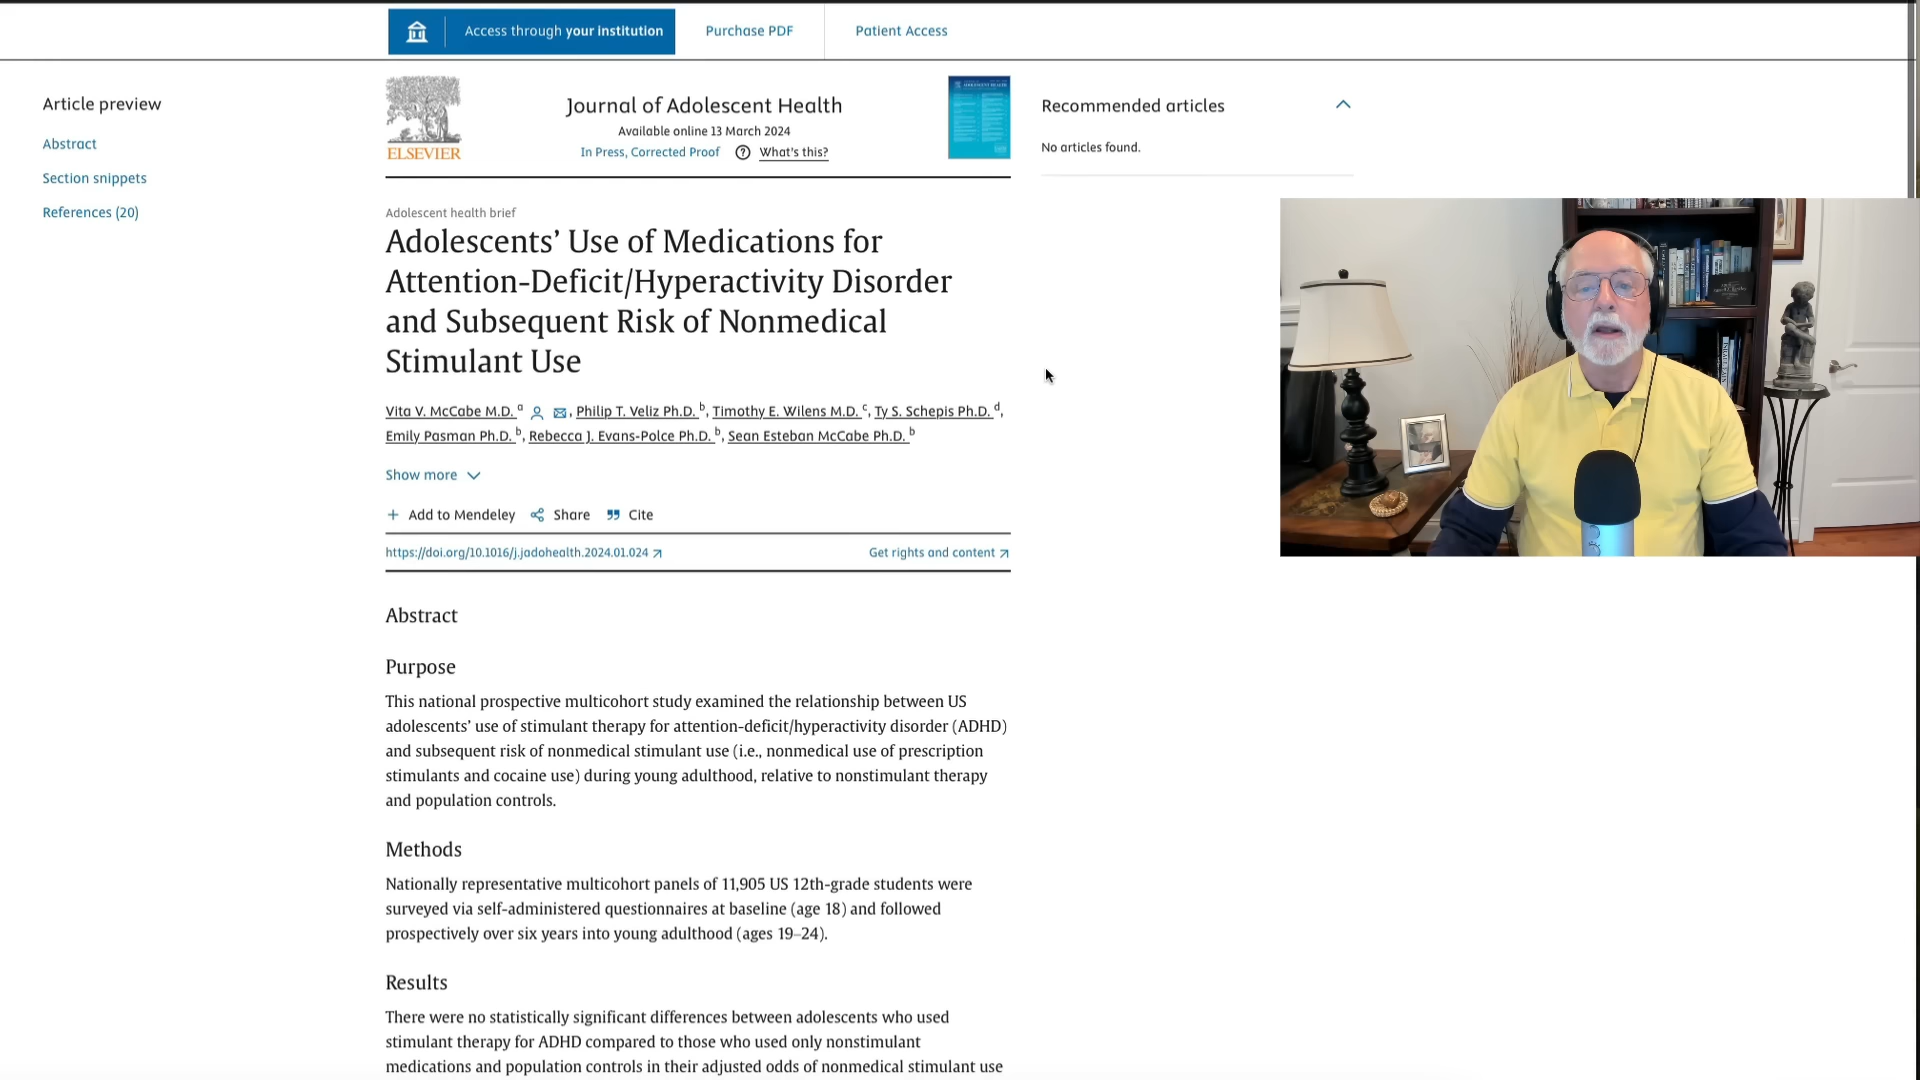 Access through your institution
Purchase PDF
Patient Access
Article preview
Abstract
Section snippets
References (20)
ELSEVIER
Journal of Adolescent Health
Available online 13 March 2024
In Press, Corrected Proof
What's this?
Recommended articles
No articles found.
Adolescent health brief
Adolescents’ Use of Medications for
Attention-Deficit/Hyperactivity Disorder
and Subsequent Risk of Nonmedical
Stimulant Use
Vita V. McCabe M.D. a, Philip T. Veliz Ph.D. b, Timothy E. Wilens M.D. c, Ty S. Schepis Ph.D. d,
Emily Pasman Ph.D. b, Rebecca J. Evans-Polce Ph.D. b, Sean Esteban McCabe Ph.D. b
Show more
+ Add to Mendeley Share Cite
https://doi.org/10.1016/j.jadohealth.2024.01.024
Get rights and content
Abstract
Purpose
This national prospective multicohort study examined the relationship between US
adolescents’ use of stimulant therapy for attention-deficit/hyperactivity disorder (ADHD)
and subsequent risk of nonmedical stimulant use (i.e., nonmedical use of prescription
stimulants and cocaine use) during young adulthood, relative to nonstimulant therapy
and population controls.
Methods
Nationally representative multicohort panels of 11,905 US 12th-grade students were
surveyed via self-administered questionnaires at baseline (age 18) and followed
prospectively over six years into young adulthood (ages 19–24).
Results
There were no statistically significant differences between adolescents who used
stimulant therapy for ADHD compared to those who used only nonstimulant
medications and population controls in their adjusted odds of nonmedical stimulant use